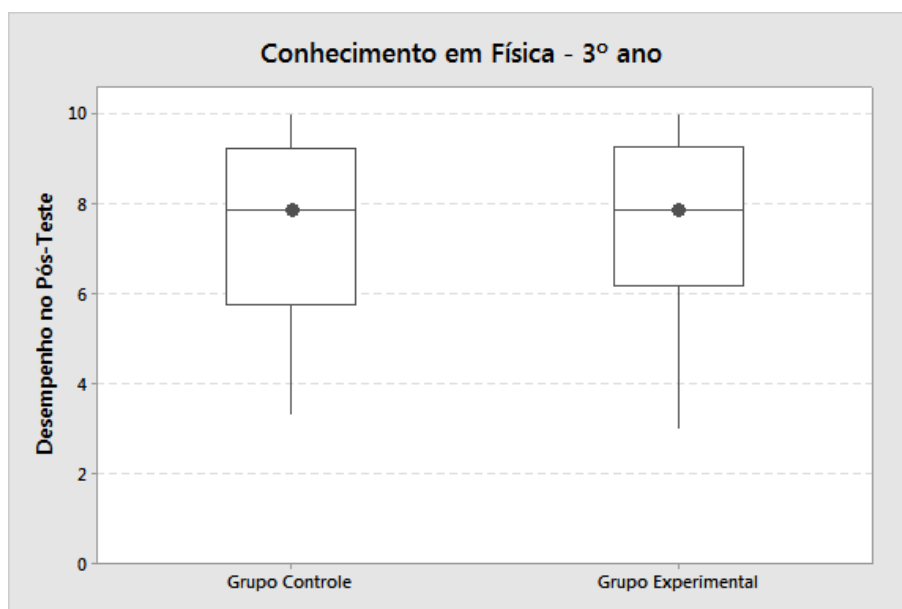 Conhecimento em Física - 3º ano
Desempenho no Pós-Teste
10
8
6
4
2
0
Grupo Controle
Grupo Experimental